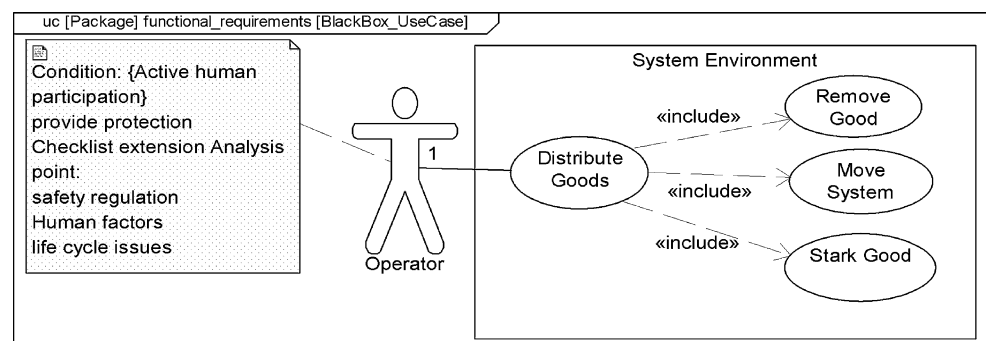 uc [Package] functional_requirements [BlackBox_UseCase]
Condition: {Active human
participation}
provide protection
Checklist extension Analysis
point:
safety regulation
Human factors
life cycle issues
1
Operator
System Environment
Distribute
Goods
«include»
«include»
«include»
Remove
Good
Move
System
Stark Good